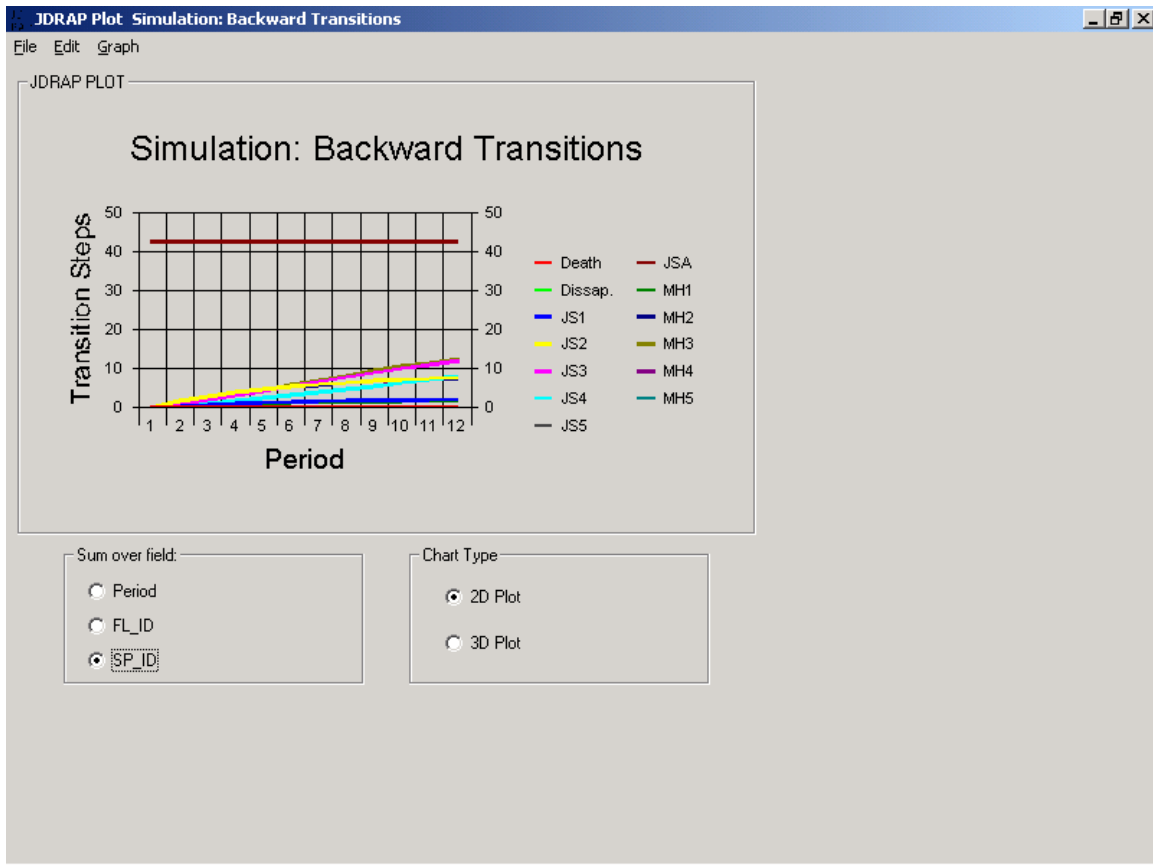 JDRAP Plot Simulation: Backward Transitions
File Edit Graph
JDRAP PLOT
Simulation: Backward Transitions
Transition Steps
50 50
40 40
30 30
20 20
10 10
0 0
1 2 3 4 5 6 7 8 9 10 11 12
Period
Death JSA
Dissap. MH1
JS1 MH2
JS2 MH3
JS3 MH4
JS4 MH5
JS5
Sum over field:
Period
FL_ID
SP_ID
Chart Type
2D Plot
3D Plot